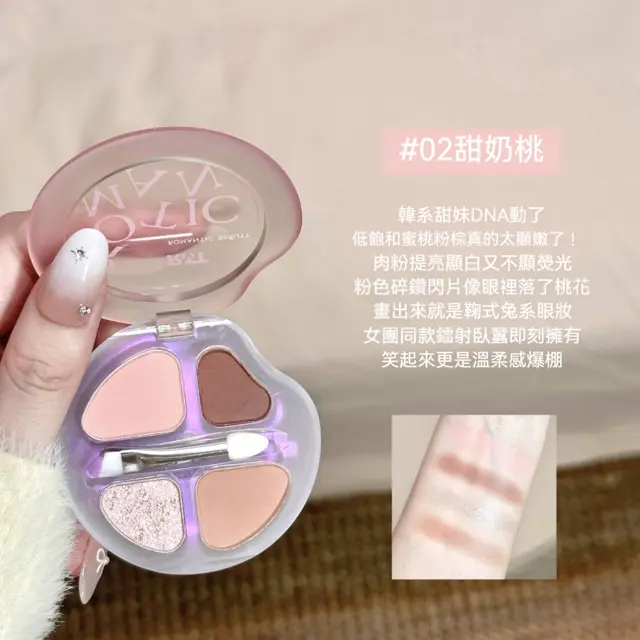 #02甜奶桃
韓系甜妹DNA動了
低飽和蜜桃粉棕真的太顯嫩了！
肉粉提亮顯白又不顯熒光
粉色碎鑽閃片像眼裡落了桃花
畫出來就是鞠式兔系眼妝
女團同款鐳射臥蠶即刻擁有
笑起來更是溫柔感爆棚
MAN
OTIC
ROMANTIC BEAUTY